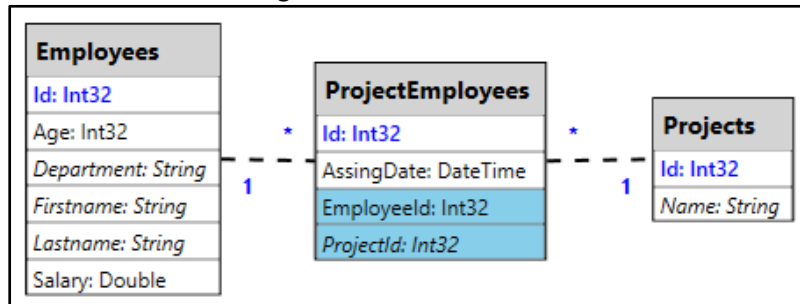 Employees
Id: Int32
Age: Int32
Department: String
Firstname: String
Lastname: String
Salary: Double
1
*
ProjectEmployees
Id: Int32
AssingDate: DateTime
EmployeeId: Int32
ProjectId: Int32
*
1
Projects
Id: Int32
Name: String